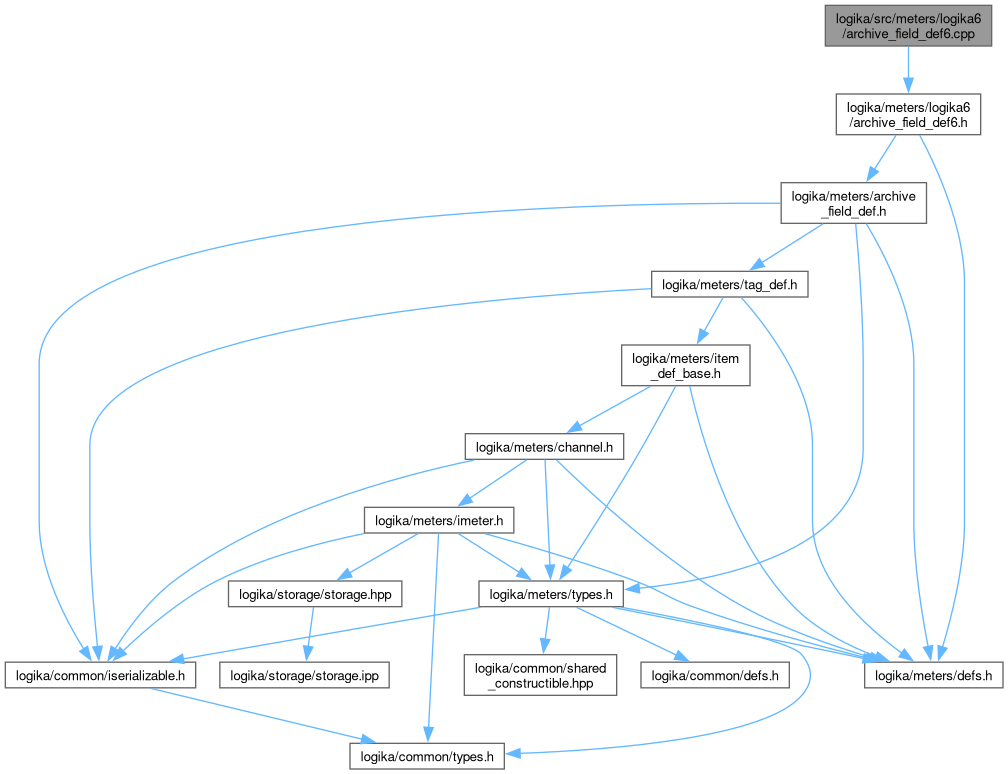 logika/src/meters/logika6
/archive_field_def6.cpp
logika/meters/logika6
/archive_field_def6.h
logika/meters/archive
_field_def.h
logika/meters/tag_def.h
logika/meters/item
_def_base.h
logika/meters/channel.h
logika/meters/imeter.h
logika/storage/storage.hpp
logika/meters/types.h
logika/common/iserializable.h
logika/storage/storage.ipp
logika/common/shared
_constructible.hpp
logika/common/defs.h
logika/meters/defs.h
logika/common/types.h